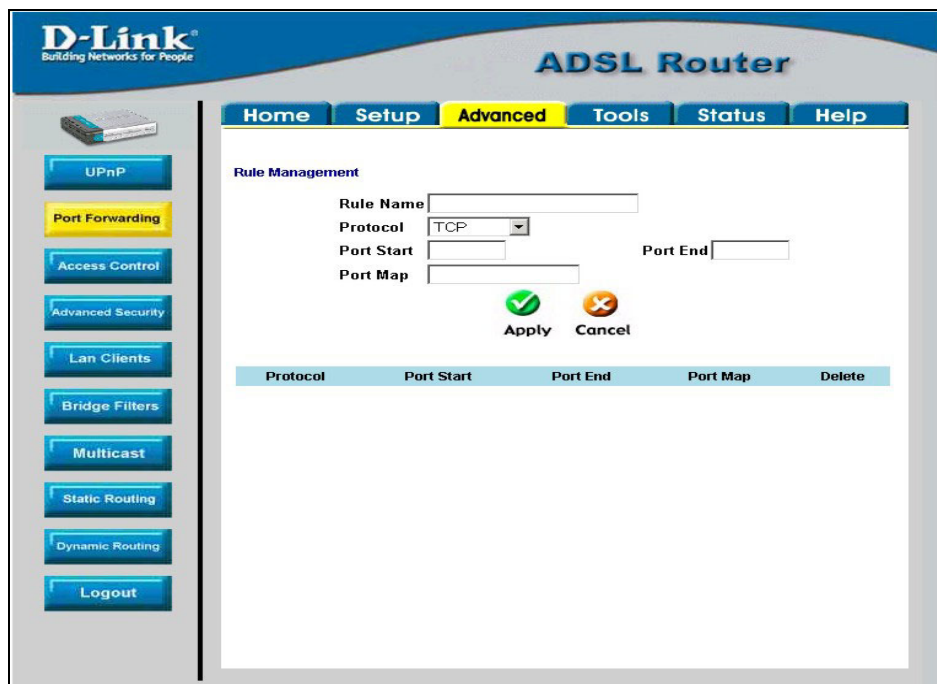 D-Link®
Building Networks for People
ADSL Router
Home Setup Advanced Tools Status Help
UPnP
Port Forwarding
Access Control
Advanced Security
Lan Clients
Bridge Filters
Multicast
Static Routing
Dynamic Routing
Logout
Rule Management
Rule Name
Protocol TCP
Port Start Port End
Port Map
Apply Cancel
Protocol Port Start Port End Port Map Delete